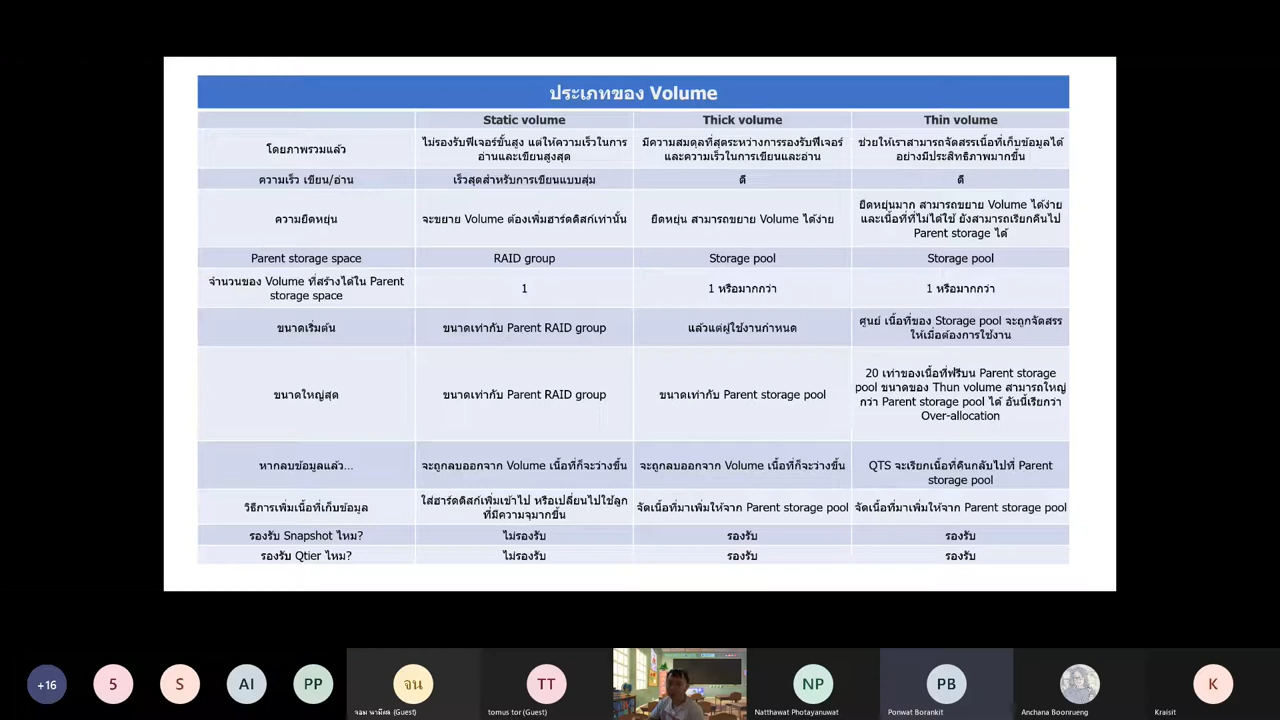 ประเภทของ Volume
Static volume
Thick volume
Thin volume
โดยภาพรวมแล้ว
ไม่รองรับฟีเจอร์ขั้นสูง แต่ให้ความเร็วในการ
อ่านและเขียนสูงสุด
มีความสมดุลที่สุดระหว่างการรองรับฟีเจอร์
และความเร็วในการเขียนและอ่าน
ช่วยให้เราสามารถจัดสรรเนื้อที่เก็บข้อมูลได้
อย่างมีประสิทธิภาพมากขึ้น
ความเร็ว เขียน/อ่าน
เร็วสุดสำหรับการเขียนแบบสุ่ม
ดี
ดี
ความยืดหยุ่น
จะขยาย Volume ต้องเพิ่มฮาร์ดดิสก์เท่านั้น
ยืดหยุ่น สามารถขยาย Volume ได้ง่าย
ยืดหยุ่นมาก สามารถขยาย Volume ได้ง่าย
และเนื้อที่ที่ไม่ได้ใช้ ยังสามารถเรียกคืนไป
Parent storage ได้
Parent storage space
RAID group
Storage pool
Storage pool
จำนวนของ Volume ที่สร้างได้ใน Parent
storage space
1
1 หรือมากกว่า
1 หรือมากกว่า
ขนาดเริ่มต้น
ขนาดเท่ากับ Parent RAID group
แล้วแต่ผู้ใช้งานกำหนด
ศูนย์ เนื้อที่ของ Storage pool จะถูกจัดสรร
ให้เมื่อต้องการใช้งาน
ขนาดใหญ่สุด
ขนาดเท่ากับ Parent RAID group
ขนาดเท่ากับ Parent storage pool
20 เท่าของเนื้อที่ฟรีบน Parent storage
pool ขนาดของ Thun volume สามารถใหญ่
กว่า Parent storage pool ได้ อันนี้เรียกว่า
Over-allocation
หากลบข้อมูลแล้ว...
จะถูกลบออกจาก Volume เนื้อที่ก็จะว่างขึ้น
จะถูกลบออกจาก Volume เนื้อที่ก็จะว่างขึ้น
QTS จะเรียกเนื้อที่คืนกลับไปที่ Parent
storage pool
วิธีการเพิ่มเนื้อที่เก็บข้อมูล
ใส่ฮาร์ดดิสก์เพิ่มเข้าไป หรือเปลี่ยนไปใช้ลูก
ที่มีความจุมากขึ้น
จัดเนื้อที่มาเพิ่มให้จาก Parent storage pool
จัดเนื้อที่มาเพิ่มให้จาก Parent storage pool
รองรับ Snapshot ไหม?
ไม่รองรับ
รองรับ
รองรับ
รองรับ Qtier ไหม?
ไม่รองรับ
รองรับ
รองรับ
+16
5
S
AI
PP
จน
TT
NP
PB
K
จอม นามีผล (Guest)
tomus tor (Guest)
Natthawat Photayanuwat
Ponwat Borankit
Anchana Boonrueng
Kraisit